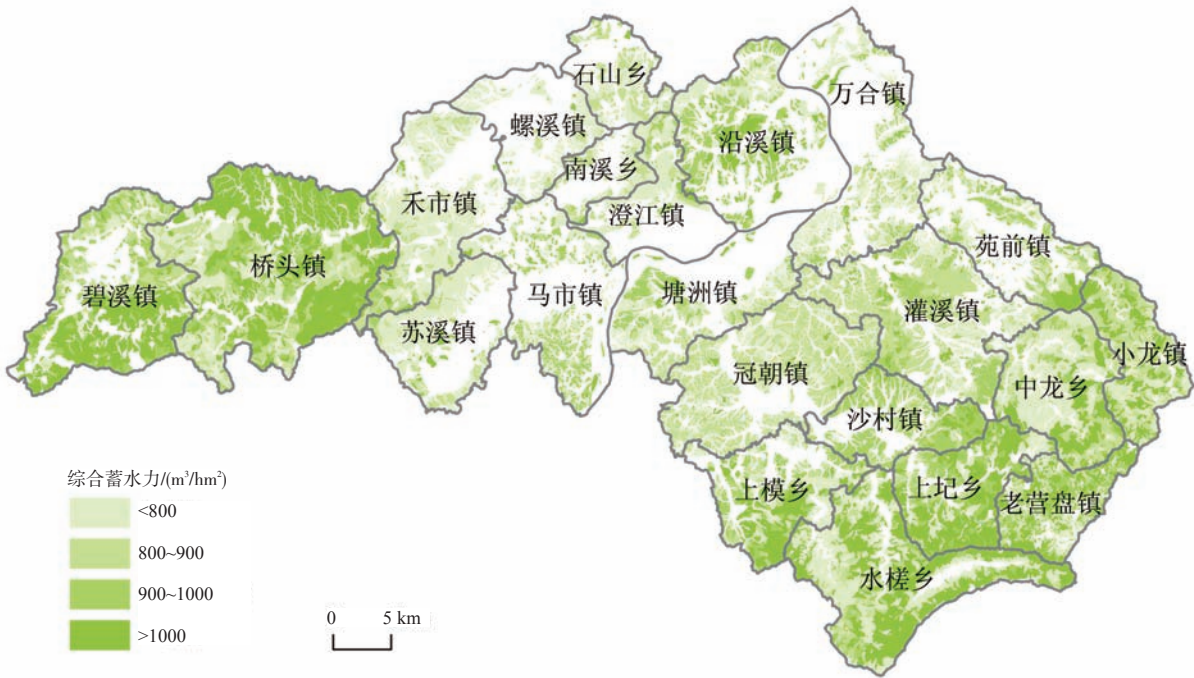 石山乡
万合镇
螺溪镇
沿溪镇
南溪乡
禾市镇
澄江镇
苑前镇
桥头镇
碧溪镇
马市镇
塘洲镇
灌溪镇
苏溪镇
小龙镇
冠朝镇
中龙乡
沙村镇
上模乡
上圮乡
老营盘镇
水槎乡
综合蓄水力/(m³/hm²)
<800
800~900
900~1000
>1000
0 5 km